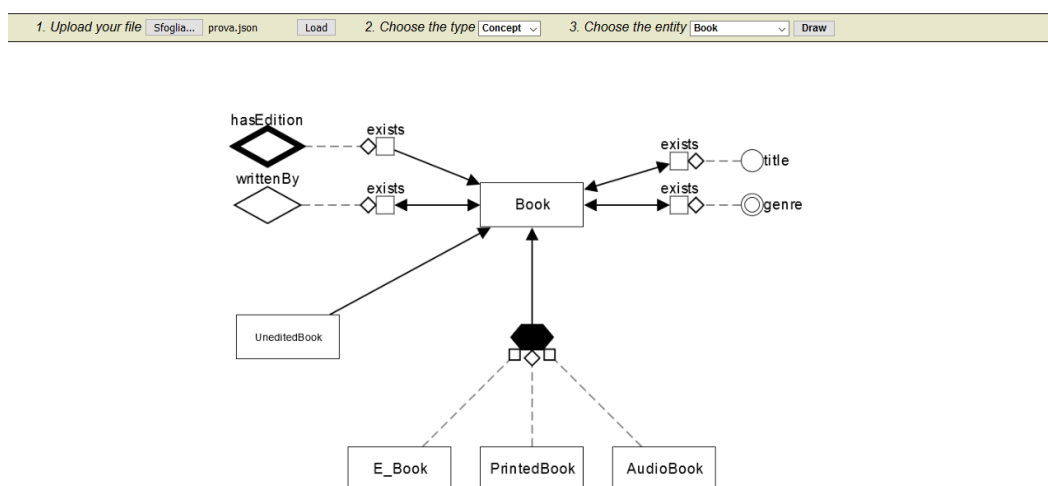 1. Upload your file Sfoglia... prova.json Load 2. Choose the type Concept 3. Choose the entity Book Draw
hasEdition
exists
exists
title
writtenBy
exists
exists
Book
genre
UneditedBook
E_Book
PrintedBook
AudioBook